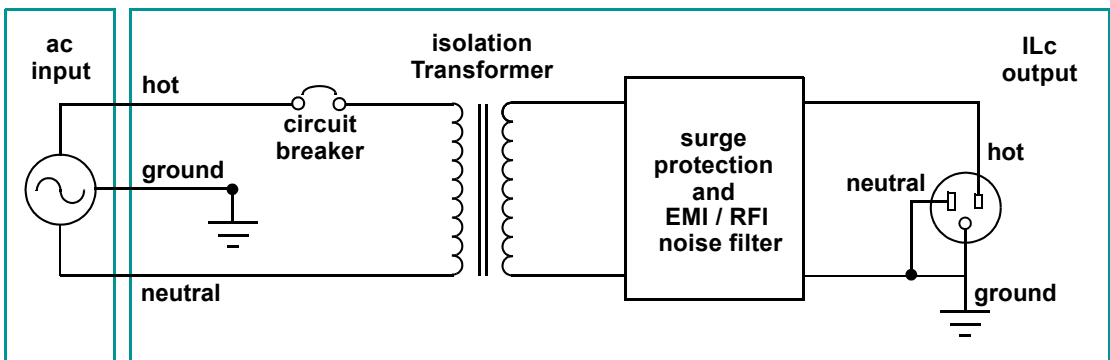 ac
input
hot
ground
neutral
circuit
breaker
isolation
Transformer
surge
protection
and
EMI / RFI
noise filter
ILc
output
hot
neutral
ground